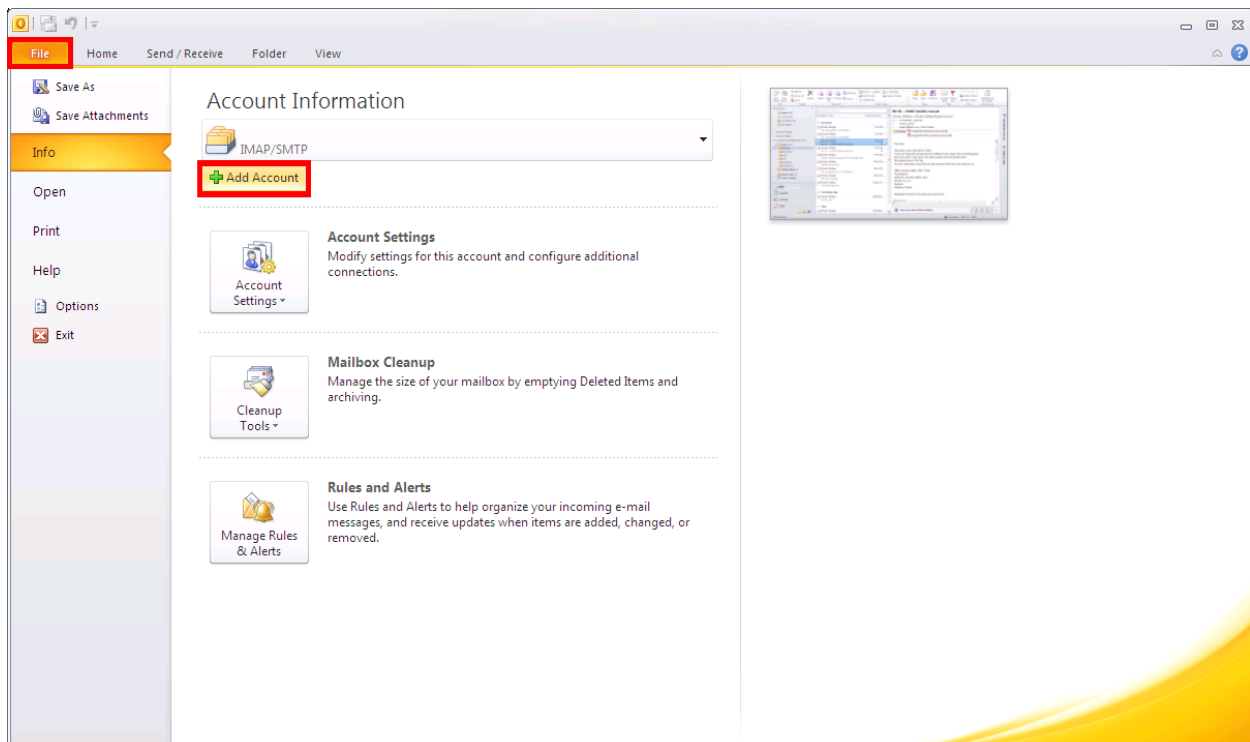 File Home Send / Receive Folder View
Save As
Save Attachments
Info
Open
Print
Help
Options
Exit
Account Information
IMAP/SMTP
Add Account
Account
Settings
Account Settings
Modify settings for this account and configure additional
connections.
Cleanup
Tools
Mailbox Cleanup
Manage the size of your mailbox by emptying Deleted Items and
archiving.
Manage Rules
& Alerts
Rules and Alerts
Use Rules and Alerts to help organize your incoming e-mail
messages, and receive updates when items are added, changed, or
removed.